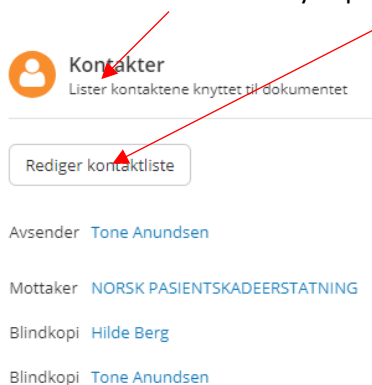 Kontakter
Lister kontaktene knyttet til dokumentet
Rediger kontaktliste
Avsender Tone Anundsen
Mottaker NORSK PASIENTSKADEERSTATNING
Blindkopi Hilde Berg
Blindkopi Tone Anundsen